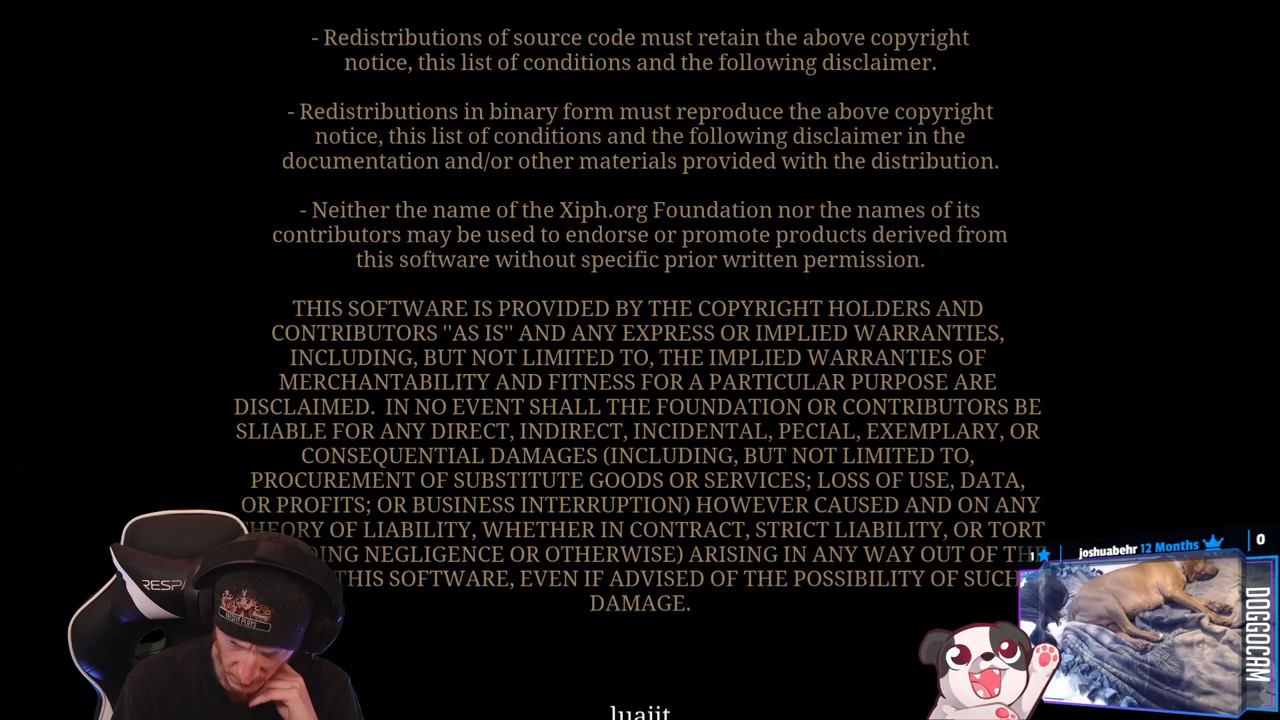 - Redistributions of source code must retain the above copyright
notice, this list of conditions and the following disclaimer.
- Redistributions in binary form must reproduce the above copyright
notice, this list of conditions and the following disclaimer in the
documentation and/or other materials provided with the distribution.
- Neither the name of the Xiph.org Foundation nor the names of its
contributors may be used to endorse or promote products derived from
this software without specific prior written permission.
THIS SOFTWARE IS PROVIDED BY THE COPYRIGHT HOLDERS AND
CONTRIBUTORS ''AS IS'' AND ANY EXPRESS OR IMPLIED WARRANTIES,
INCLUDING, BUT NOT LIMITED TO, THE IMPLIED WARRANTIES OF
MERCHANTABILITY AND FITNESS FOR A PARTICULAR PURPOSE ARE
DISCLAIMED.  IN NO EVENT SHALL THE FOUNDATION OR CONTRIBUTORS BE
SLIABLE FOR ANY DIRECT, INDIRECT, INCIDENTAL, PECIAL, EXEMPLARY, OR
CONSEQUENTIAL DAMAGES (INCLUDING, BUT NOT LIMITED TO,
PROCUREMENT OF SUBSTITUTE GOODS OR SERVICES; LOSS OF USE, DATA,
OR PROFITS; OR BUSINESS INTERRUPTION) HOWEVER CAUSED AND ON ANY
THEORY OF LIABILITY, WHETHER IN CONTRACT, STRICT LIABILITY, OR TORT
NEGLIGENCE OR OTHERWISE) ARISING IN ANY WAY OUT OF
THIS SOFTWARE, EVEN IF ADVISED OF THE POSSIBILITY OF SUCH
DAMAGE.
luajit
joshuabehr 12 Months
0
DOGGOCAM